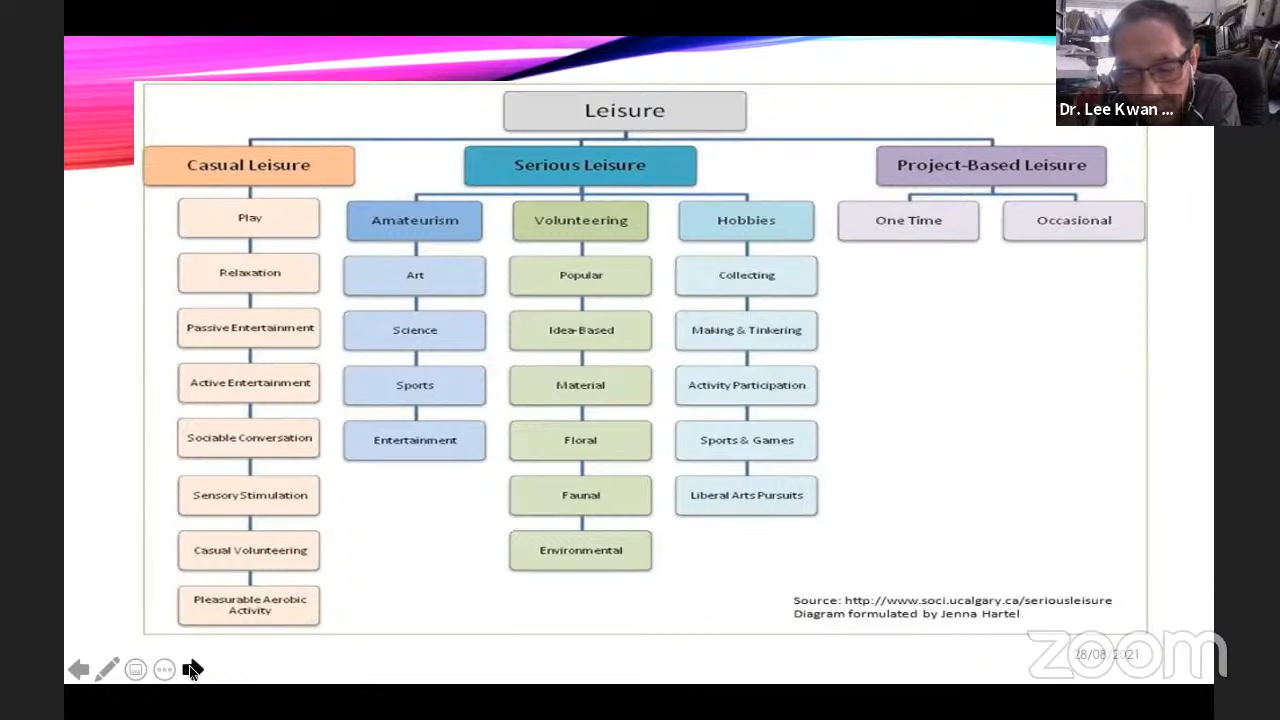 Dr. Lee Kwan ...
Leisure
Casual Leisure
Serious Leisure
Project-Based Leisure
Play
Relaxation
Passive Entertainment
Active Entertainment
Sociable Conversation
Sensory Stimulation
Casual Volunteering
Pleasurable Aerobic
Activity
Amateurism
Art
Science
Sports
Entertainment
Volunteering
Popular
Idea-Based
Material
Floral
Faunal
Environmental
Hobbies
Collecting
Making & Tinkering
Activity Participation
Sports & Games
Liberal Arts Pursuits
One Time
Occasional
Source: http://www.soci.ucalgary.ca/seriousleisure
Diagram formulated by Jenna Hartel
28/08/2021
zoom